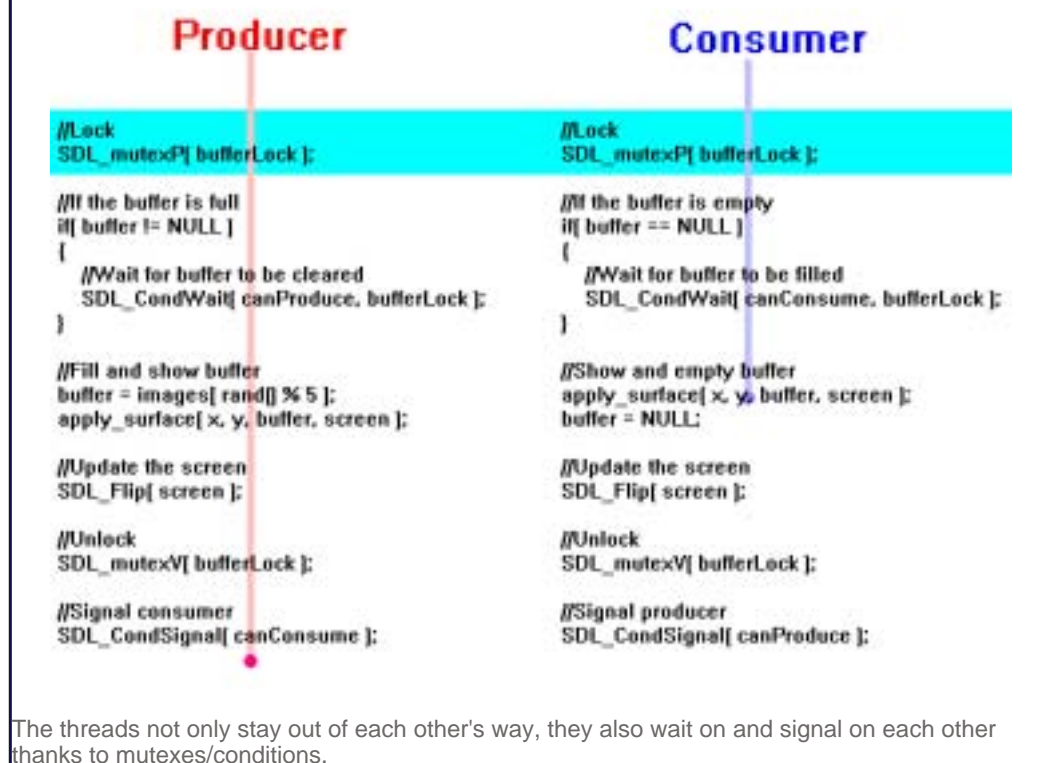 Producer
//Lock
SDL_mutexP( bufferLock );
//If the buffer is full
if( buffer != NULL )
{
//Wait for buffer to be cleared
SDL_CondWait( canProduce, bufferLock );
}
//Fill and show buffer
buffer = images[ rand() % 5 ];
apply_surface( x, y, buffer, screen );
//Update the screen
SDL_Flip( screen );
//Unlock
SDL_mutexV( bufferLock );
//Signal consumer
SDL_CondSignal( canConsume );
Consumer
//Lock
SDL_mutexP( bufferLock );
//If the buffer is empty
if( buffer == NULL )
{
//Wait for buffer to be filled
SDL_CondWait( canConsume, bufferLock );
}
//Show and empty buffer
apply_surface( x, y, buffer, screen );
buffer = NULL;
//Update the screen
SDL_Flip( screen );
//Unlock
SDL_mutexV( bufferLock );
//Signal producer
SDL_CondSignal( canProduce );
The threads not only stay out of each other's way, they also wait on and signal on each other
thanks to mutexes/conditions.